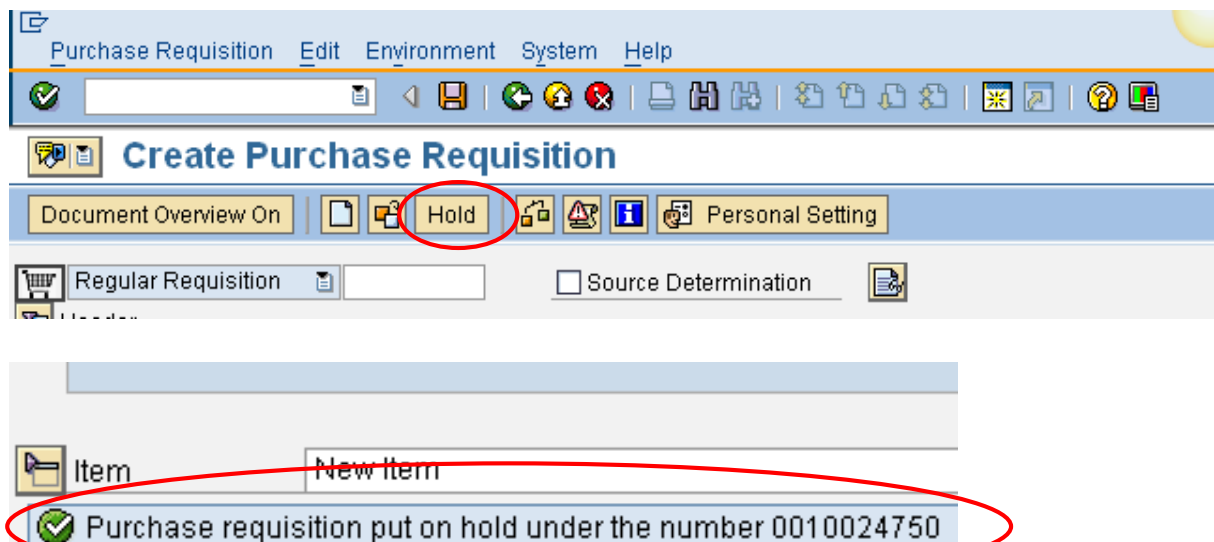 Purchase Requisition Edit Environment System Help
Create Purchase Requisition
Document Overview On Hold Personal Setting
Regular Requisition Source Determination
Header
Item New Item
Purchase requisition put on hold under the number 0010024750